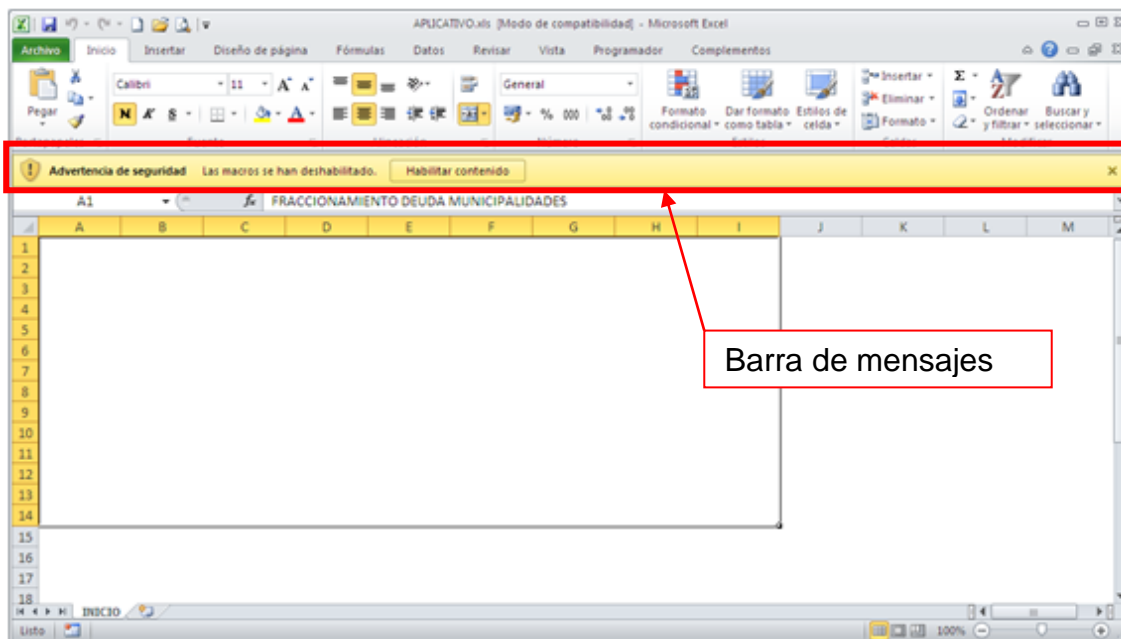 APLICATIVO.xls [Modo de compatibilidad] - Microsoft Excel
Archivo Inicio Insertar Diseño de página Fórmulas Datos Revisar Vista Programador Complementos
Pegar
Calibri 11 A A General
N K S % 000
Formato condicional
Dar formato como tabla
Estilos de celda
Insertar
Eliminar
Formato
Σ
Ordenar y filtrar
Buscar y seleccionar
Advertencia de seguridad Las macros se han deshabilitado. Habilitar contenido
A1 fx FRACCIONAMIENTO DEUDA MUNICIPALIDADES
A B C D E F G H I J K L M
1
2
3
4
5
6
7
8
9
10
11
12
13
14
15
16
17
18
Barra de mensajes
INICIO
Listo 100%